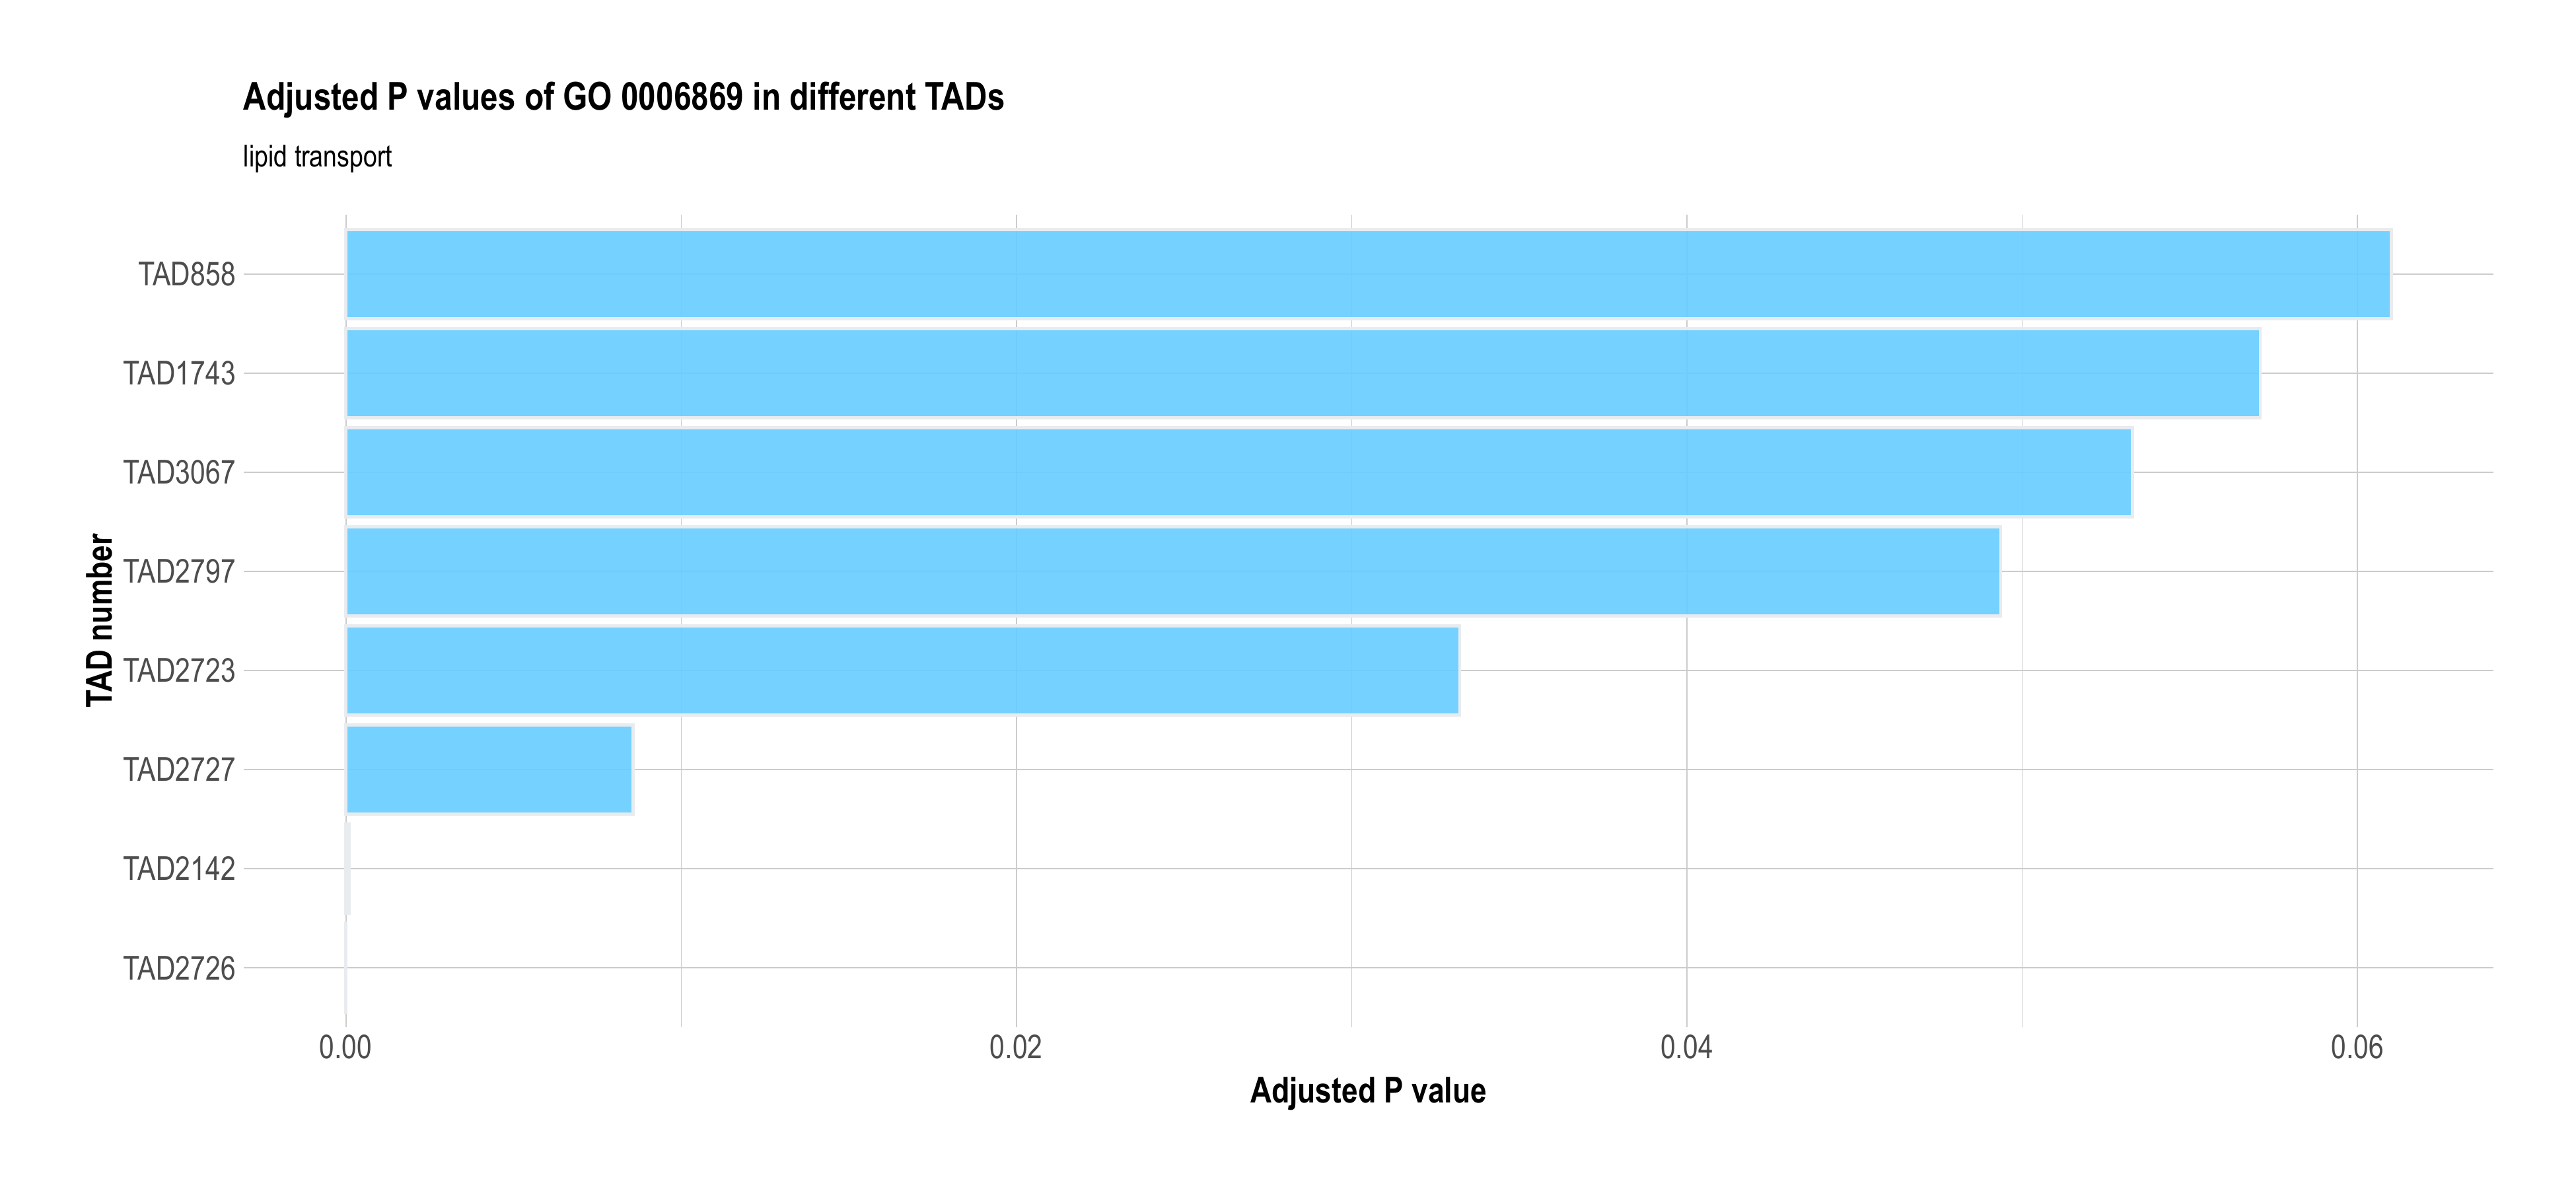 Adjusted P values of GO 0006869 in different TADs
lipid transport
TAD number
TAD858
TAD1743
TAD3067
TAD2797
TAD2723
TAD2727
TAD2142
TAD2726
0.00 0.02 0.04 0.06
Adjusted P value